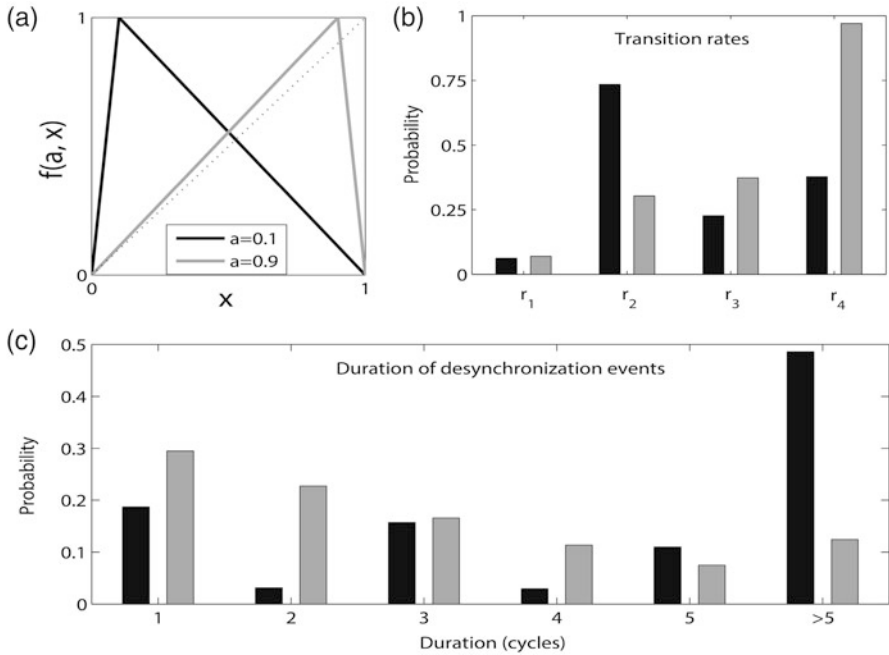 (a)
1
f(a, x)
0
0
x
1
a=0.1
a=0.9
(b)
Transition rates
Probability
1
0.75
0.5
0.25
0
r1
r2
r3
r4
(c)
Duration of desynchronization events
Probability
0.5
0.4
0.3
0.2
0.1
0
1
2
3
4
5
>5
Duration (cycles)